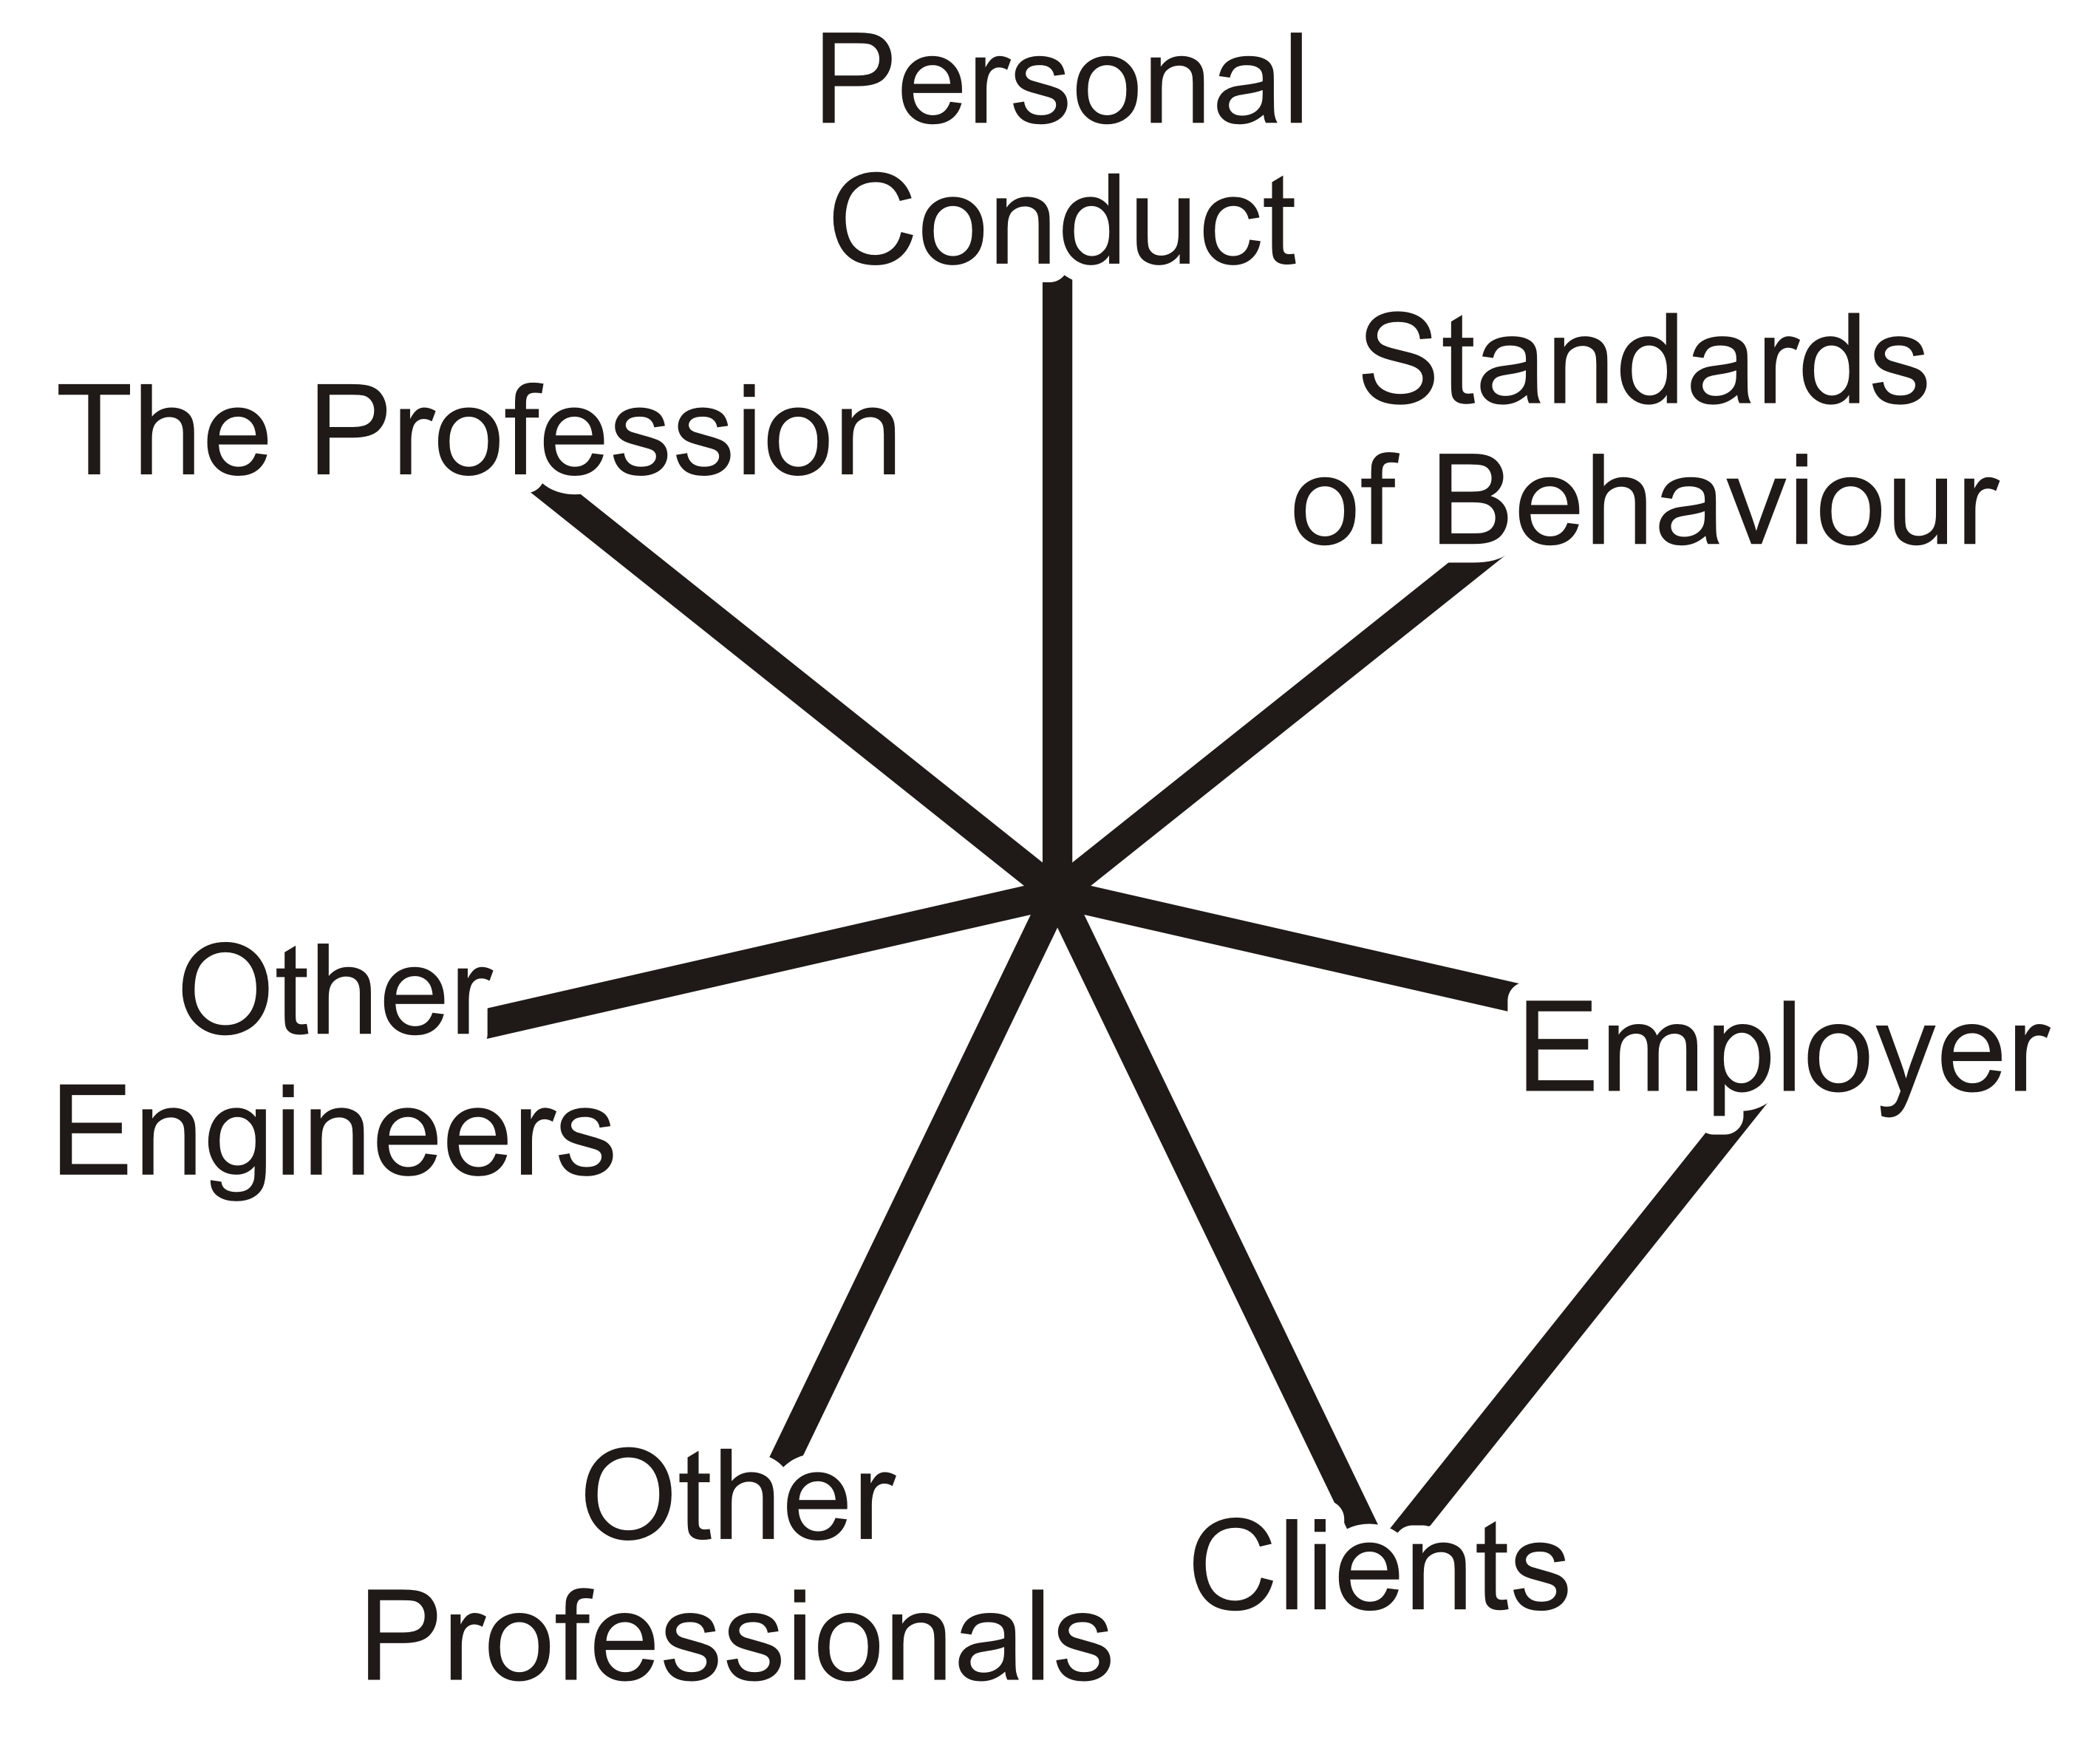 Personal
Conduct
Standards
of Behaviour
The Profession
Other
Engineers
Employer
Other
Professionals
Clients